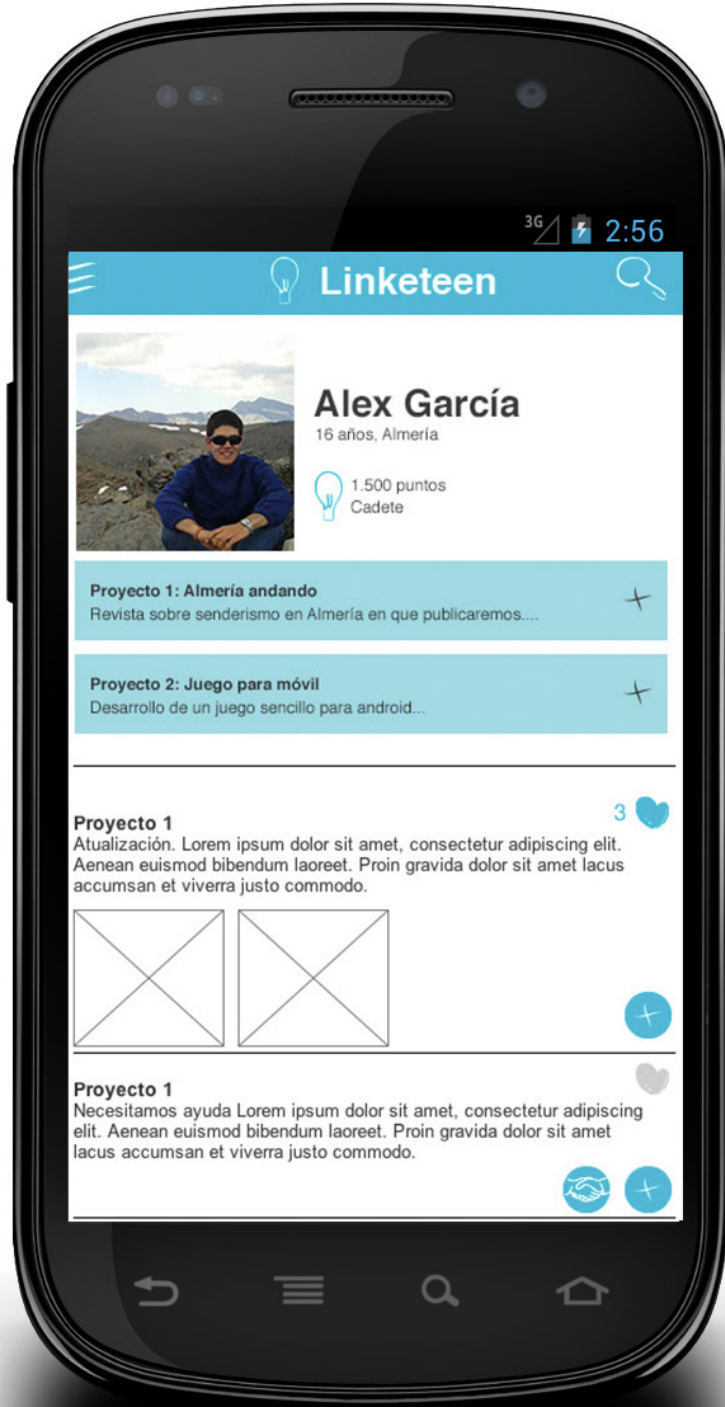 3G 2:56
Linketeen
Alex García
16 años, Almería
1.500 puntos
Cadete
Proyecto 1: Almería andando
Revista sobre senderismo en Almería en que publicaremos....
Proyecto 2: Juego para móvil
Desarrollo de un juego sencillo para android...
3
Proyecto 1
Atualización. Lorem ipsum dolor sit amet, consectetur adipiscing elit.
Aenean euismod bibendum laoreet. Proin gravida dolor sit amet lacus
accumsan et viverra justo commodo.
Proyecto 1
Necesitamos ayuda Lorem ipsum dolor sit amet, consectetur adipiscing
elit. Aenean euismod bibendum laoreet. Proin gravida dolor sit amet
lacus accumsan et viverra justo commodo.